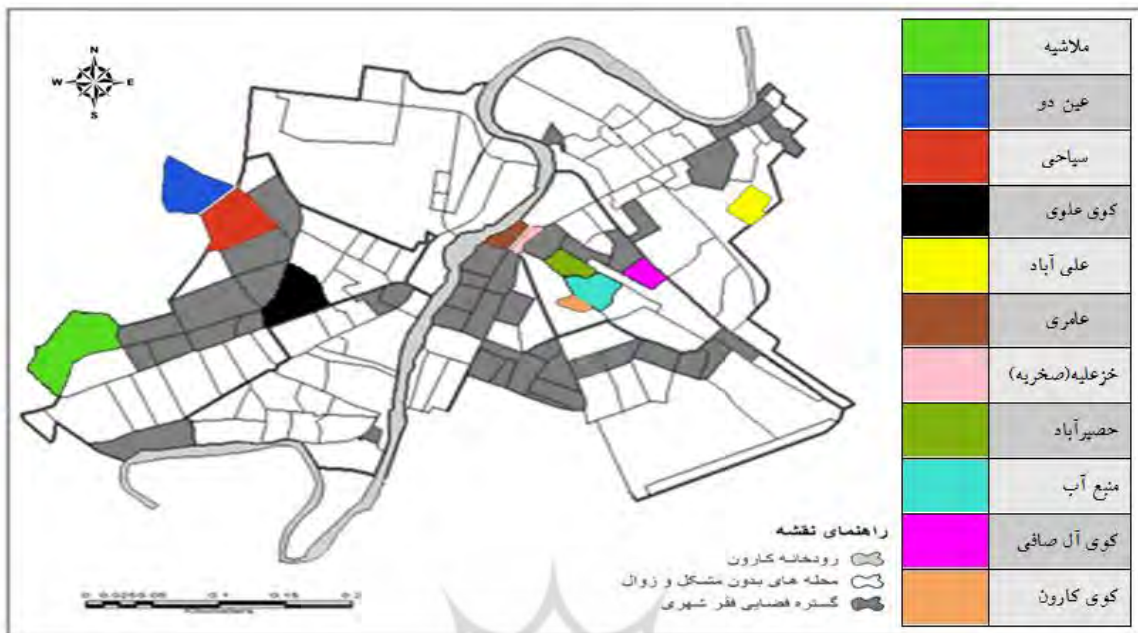 N
W E
S
ملاشیه
عین دو
سیاحی
کوی علوی
علی آباد
عامری
خزعلیه(صخریه)
حصیرآباد
منبع آب
کوی آل صافی
کوی کارون
راهنمای نقشه
رودخانه کارون
محله های بدون مشکل و زوال
گستره فضایی فقر شهری